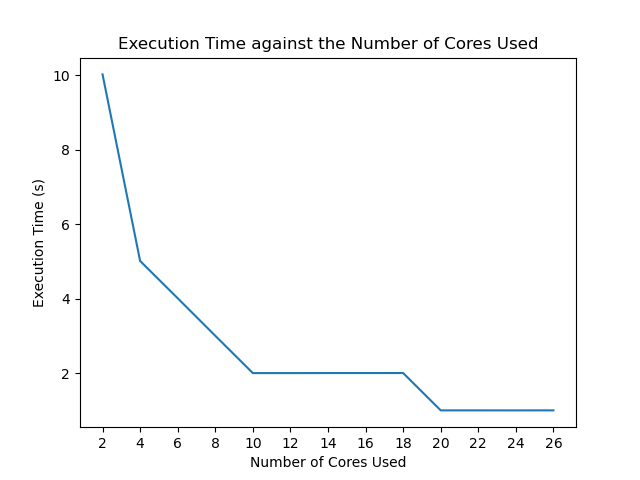 Execution Time against the Number of Cores Used
10
8
6
4
2
Execution Time (s)
2 4 6 8 10 12 14 16 18 20 22 24 26
Number of Cores Used